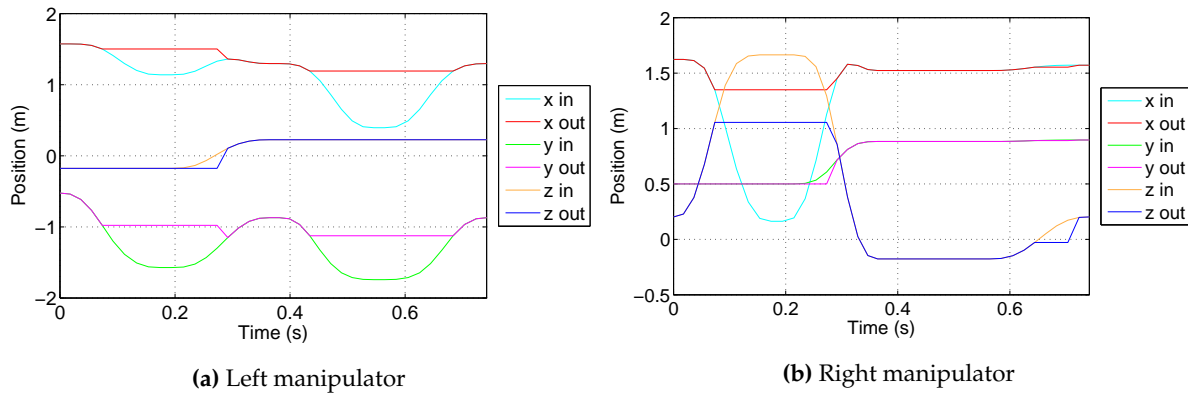 2
1
0
−1
−2
Position (m)
0
0.2
0.4
0.6
Time (s)
x in
x out
y in
y out
z in
z out
(a) Left manipulator
2
1.5
1
0.5
0
−0.5
Position (m)
0
0.2
0.4
0.6
Time (s)
x in
x out
y in
y out
z in
z out
(b) Right manipulator